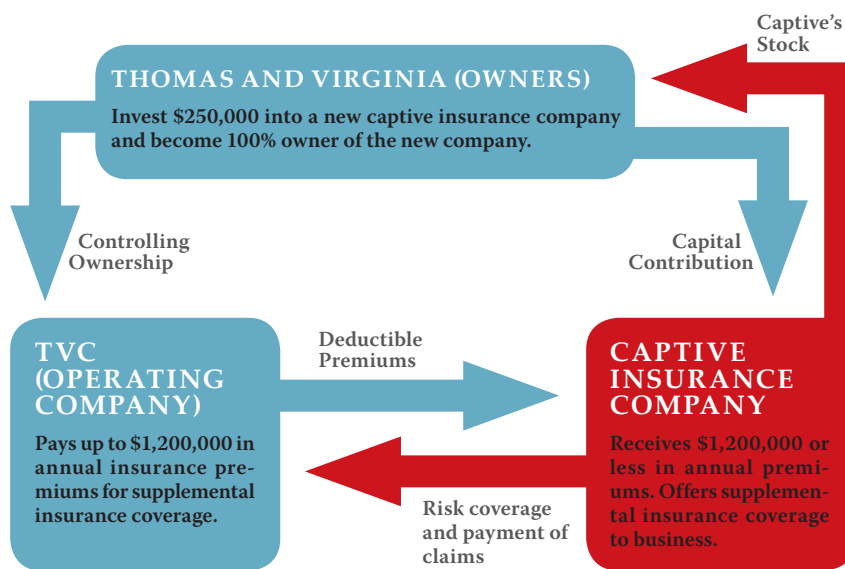 Captive's
Stock
THOMAS AND VIRGINIA (OWNERS)
Invest $250,000 into a new captive insurance company
and become 100% owner of the new company.
Controlling
Ownership
Capital
Contribution
TVC
(OPERATING
COMPANY)
Pays up to $1,200,000 in
annual insurance pre-
miums for supplemental
insurance coverage.
Deductible
Premiums
CAPTIVE
INSURANCE
COMPANY
Receives $1,200,000 or
less in annual premi-
ums. Offers supplemen-
tal insurance coverage
to business.
Risk coverage
and payment of
claims